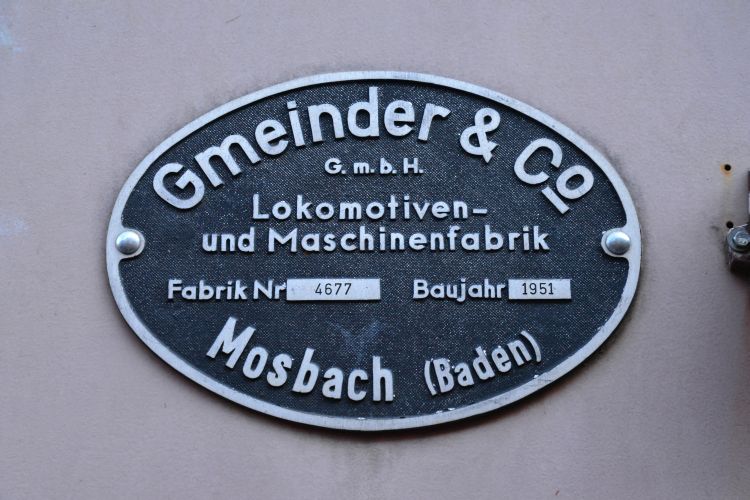 Gmeinder & Co
G. m. b. H.
Lokomotiven-
und Maschinenfabrik
Fabrik Nr 4677 Baujahr 1951
Mosbach (Baden)